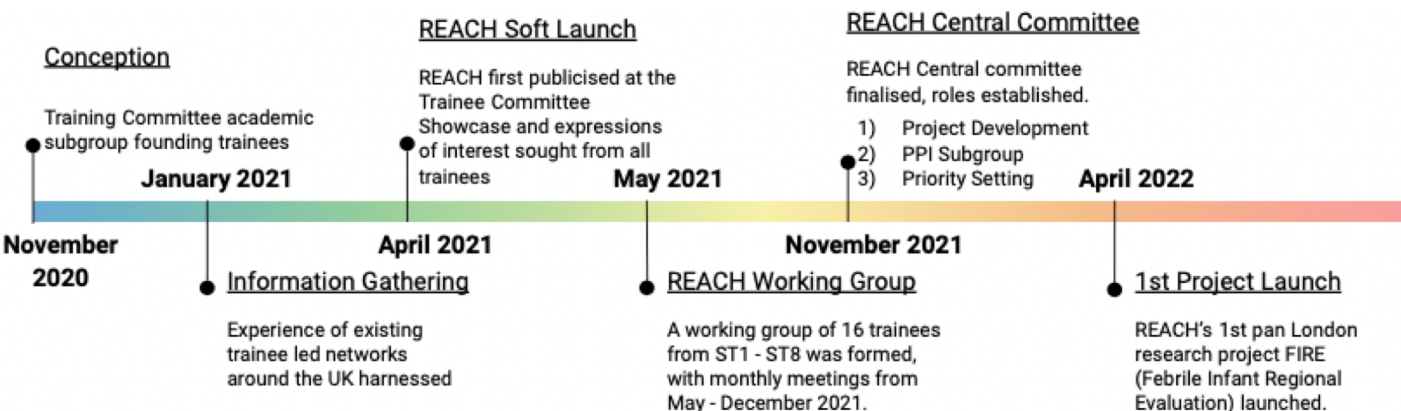 Conception
Training Committee academic
subgroup founding trainees
November
2020
January 2021
Information Gathering
Experience of existing
trainee led networks
around the UK harnessed
REACH Soft Launch
REACH first publicised at the
Trainee Committee
Showcase and expressions
of interest sought from all
trainees
April 2021
May 2021
REACH Working Group
A working group of 16 trainees
from ST1 - ST8 was formed,
with monthly meetings from
May - December 2021.
REACH Central Committee
REACH Central committee
finalised, roles established.
1) Project Development
2) PPI Subgroup
3) Priority Setting
November 2021
April 2022
1st Project Launch
REACH's 1st pan London
research project FIRE
(Febrile Infant Regional
Evaluation) launched.